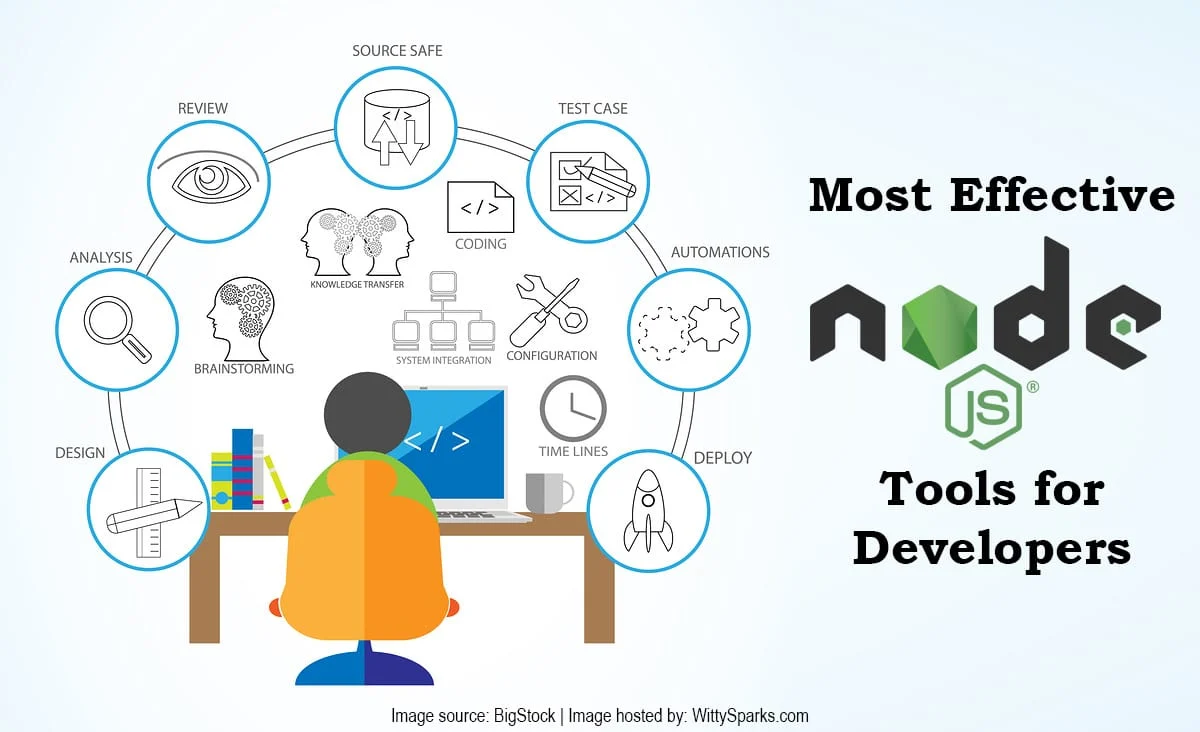 SOURCE SAFE
REVIEW
TEST CASE
</>
</>
</>
CODING
KNOWLEDGE TRANSFER
ANALYSIS
AUTOMATIONS
BRAINSTORMING
SYSTEM INTEGRATION
CONFIGURATION
DESIGN
</>
TIME LINES
DEPLOY
Most Effective
node
JS®
Tools for
Developers
Image source: BigStock | Image hosted by: WittySparks.com